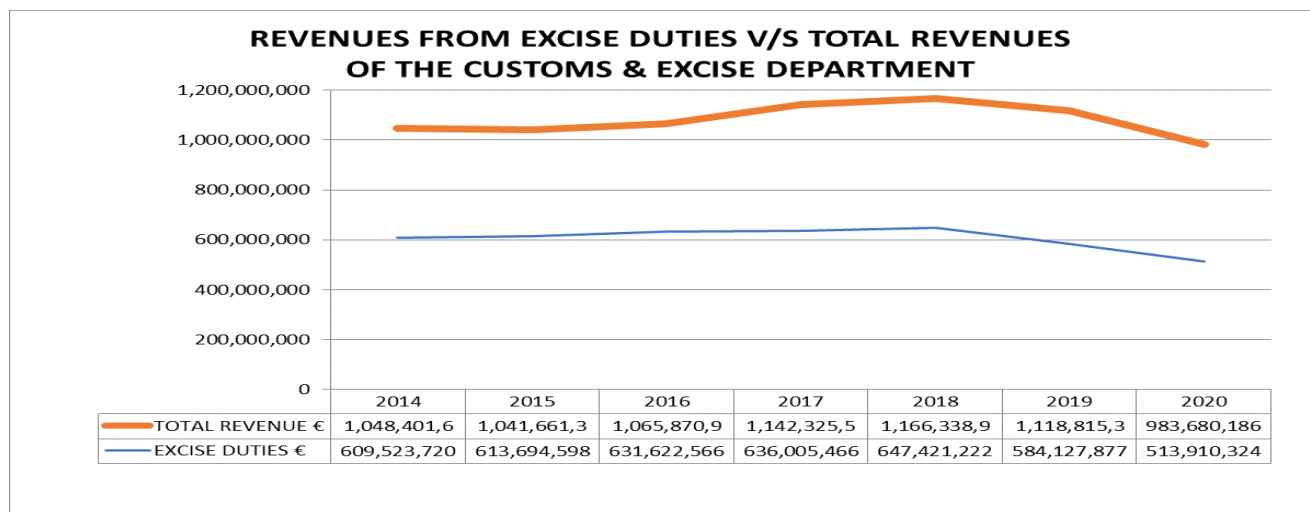 REVENUES FROM EXCISE DUTIES V/S TOTAL REVENUES
OF THE CUSTOMS & EXCISE DEPARTMENT
1,200,000,000
1,000,000,000
800,000,000
600,000,000
400,000,000
200,000,000
0
2014 2015 2016 2017 2018 2019 2020
TOTAL REVENUE € 1,048,401,6 1,041,661,3 1,065,870,9 1,142,325,5 1,166,338,9 1,118,815,3 983,680,186
EXCISE DUTIES € 609,523,720 613,694,598 631,622,566 636,005,466 647,421,222 584,127,877 513,910,324